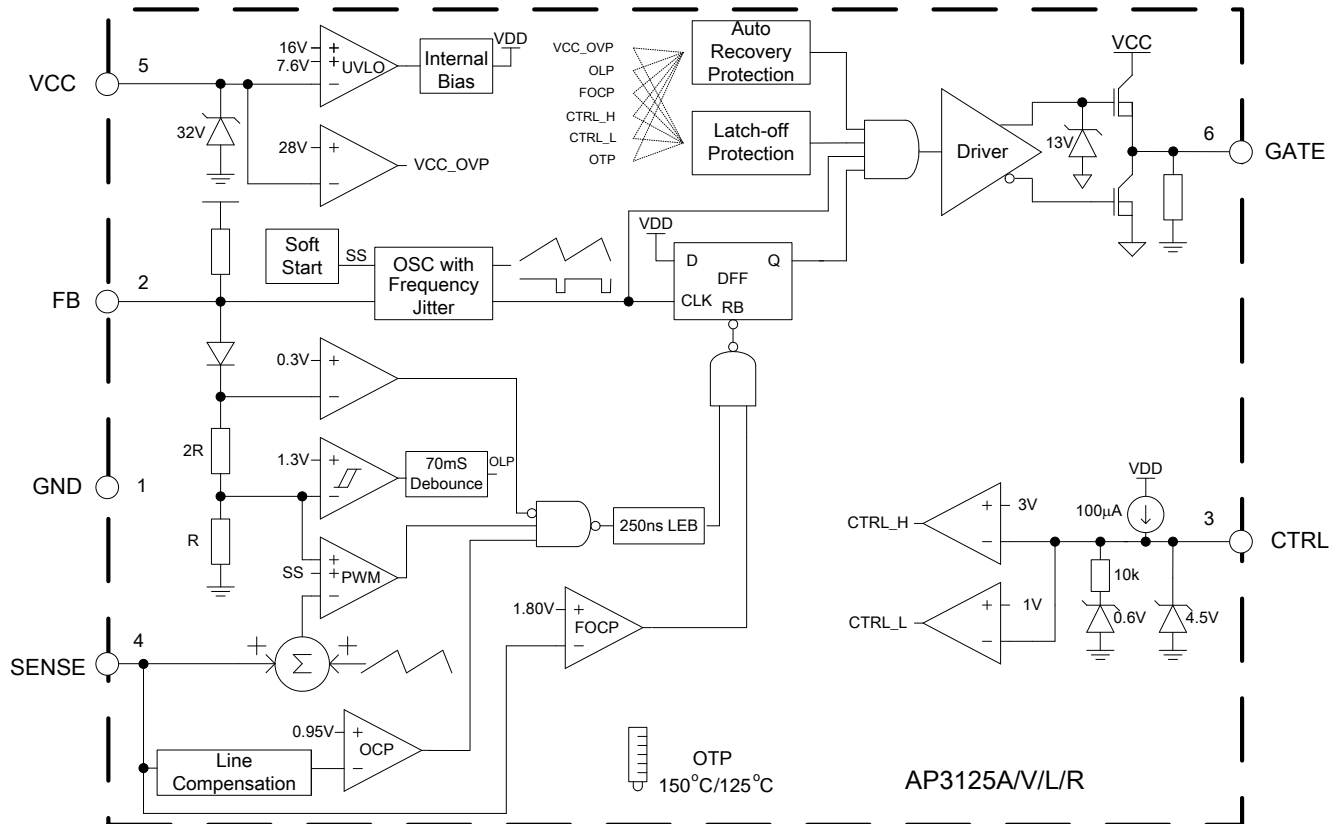 VCC
5
16V
7.6V
+
+
−
UVLO
Internal
Bias
VDD
32V
28V
+
−
VCC_OVP
VCC_OVP
OLP
FOCP
CTRL_H
CTRL_L
OTP
Auto
Recovery
Protection
Latch-off
Protection
Driver
VCC
13V
6
GATE
Soft
Start
SS
OSC with
Frequency
Jitter
VDD
D
Q
DFF
CLK
RB
FB
2
0.3V
+
−
GND
1
2R
R
1.3V
+
−
70mS
Debounce
OLP
SS
+
+
−
PWM
250ns LEB
SENSE
4
+
+
Σ
1.80V
+
−
FOCP
0.95V
+
−
OCP
Line
Compensation
OTP
150°C/125°C
CTRL_H
+
−
3V
CTRL_L
+
−
1V
VDD
100µA
3
CTRL
10k
0.6V
4.5V
AP3125A/V/L/R